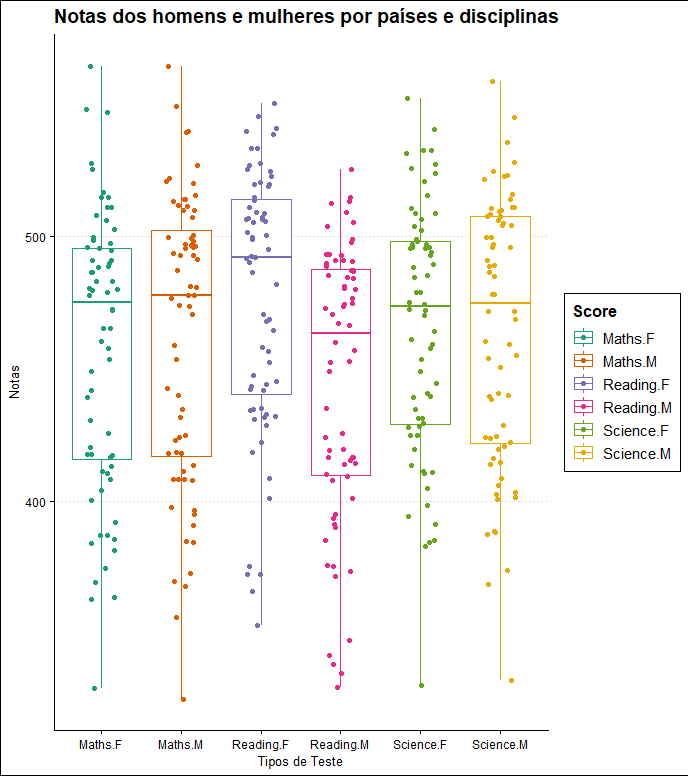 Notas dos homens e mulheres por países e disciplinas
Notas
500
400
Maths.F Maths.M Reading.F Reading.M Science.F Science.M
Tipos de Teste
Score
Maths.F
Maths.M
Reading.F
Reading.M
Science.F
Science.M